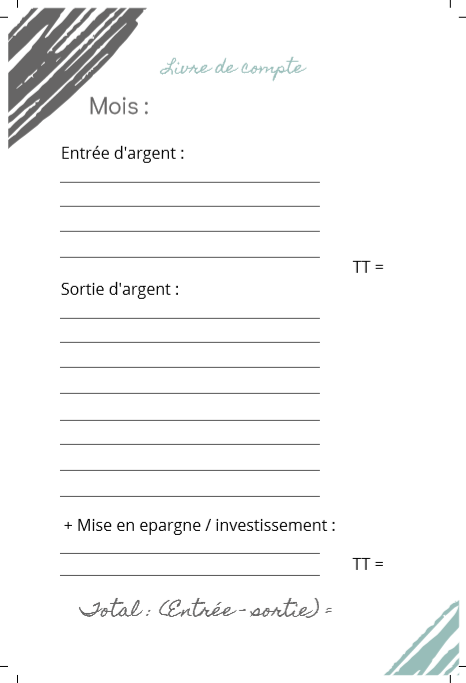 Livre de compte
Mois :
Entrée d'argent :
TT =
Sortie d'argent :
+ Mise en epargne / investissement :
TT =
Total : (Entrée - sortie) =